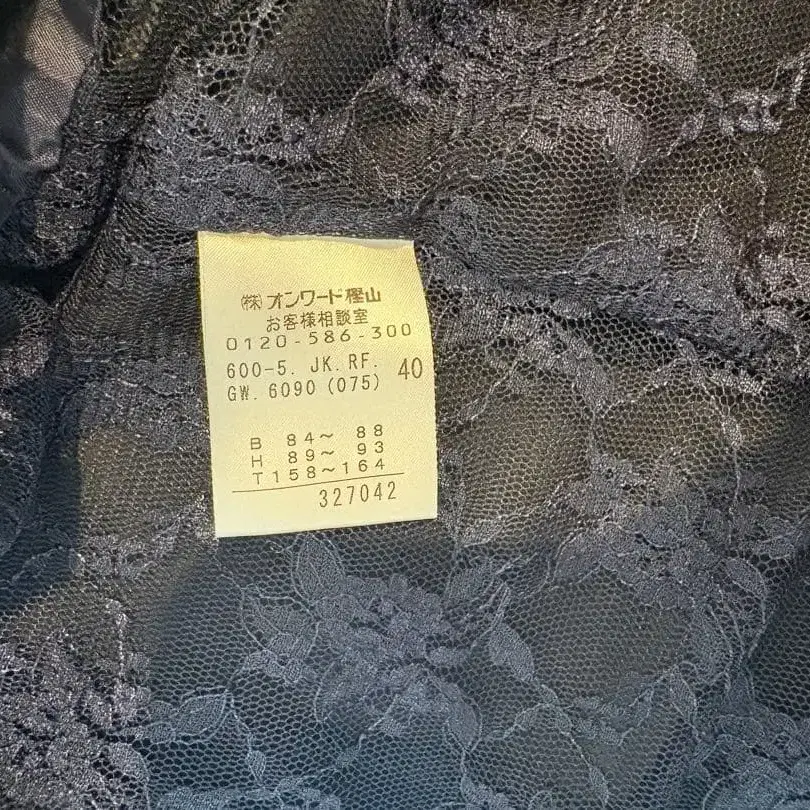 (株)オンワード樫山
お客様相談室
0120-586-300
600-5. JK. RF. 40
GW. 6090 (075)
B 84~ 88
H 89~ 93
T158~164
327042